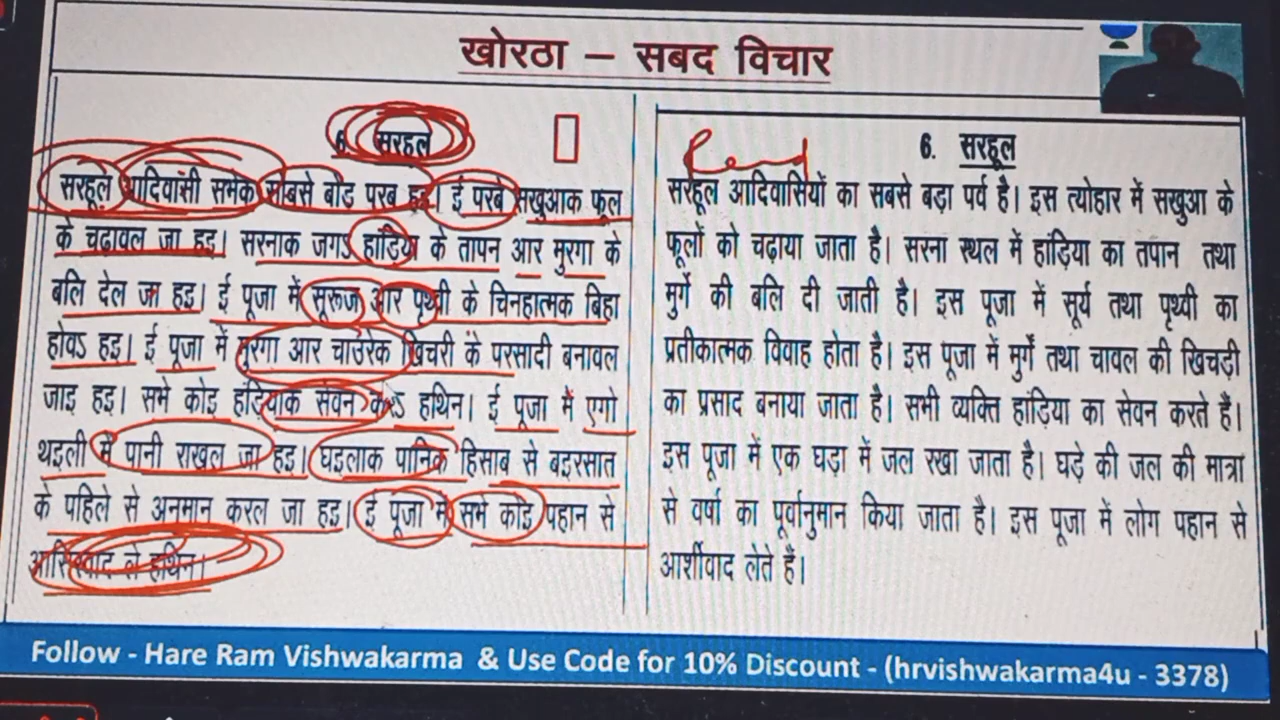 खोरठा – सबद विचार
6. सरहुल
सरहूल आदिवासी समेक सोबसे बोड़ परब हइ। ई परबें सखुआक फूल
के चढ़ावल जा हइ। सरनाक जगऽ हांड़िया के तापन आर मुरगा के
बलि देल जा हइ। ई पूजा में सूरूज आर पृथ्वी के चिनहात्मक बिहा
होवऽ हइ। ई पूजा में मुरगा आर चाउरेक खिचरी के परसादी बनावल
जाइ हइ। सभे कोइ हंड़ियाक सेवन करऽ हथिन। ई पूजा में एगो
थइली में पानी राखल जा हइ। घइलाक पानिक हिसाब से बइरसात
के पहिले से अनमान करल जा हइ। ई पूजा में सभे कोइ पहान से
आसिरवाद ले हथिन।
Read
6. सरहूल
सरहूल आदिवासियों का सबसे बड़ा पर्व है। इस त्योहार में सखुआ के
फूलों को चढ़ाया जाता है। सरना स्थल में हांड़िया का तपान तथा
मुर्गे की बलि दी जाती है। इस पूजा में सूर्य तथा पृथ्वी का
प्रतीकात्मक विवाह होता है। इस पूजा में मुर्गे तथा चावल की खिचड़ी
का प्रसाद बनाया जाता है। सभी व्यक्ति हांड़िया का सेवन करते हैं।
इस पूजा में एक घड़ा में जल रखा जाता है। घड़े की जल की मात्रा
से वर्षा का पूर्वानुमान किया जाता है। इस पूजा में लोग पहान से
आर्शीवाद लेते हैं।
Follow - Hare Ram Vishwakarma & Use Code for 10% Discount - (hrvishwakarma4u - 3378)